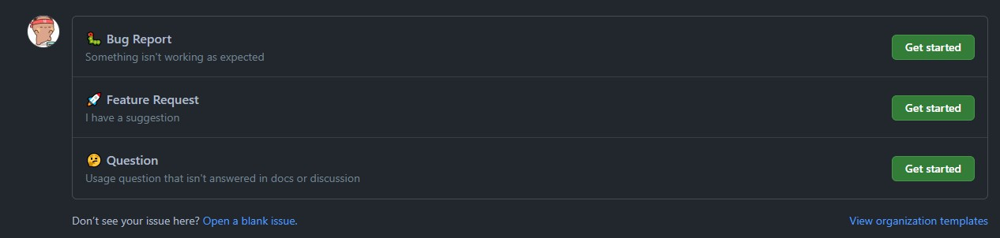 🐛 Bug Report
Something isn't working as expected
Get started
🚀 Feature Request
I have a suggestion
Get started
🤔 Question
Usage question that isn't answered in docs or discussion
Get started
Don’t see your issue here? Open a blank issue.
View organization templates